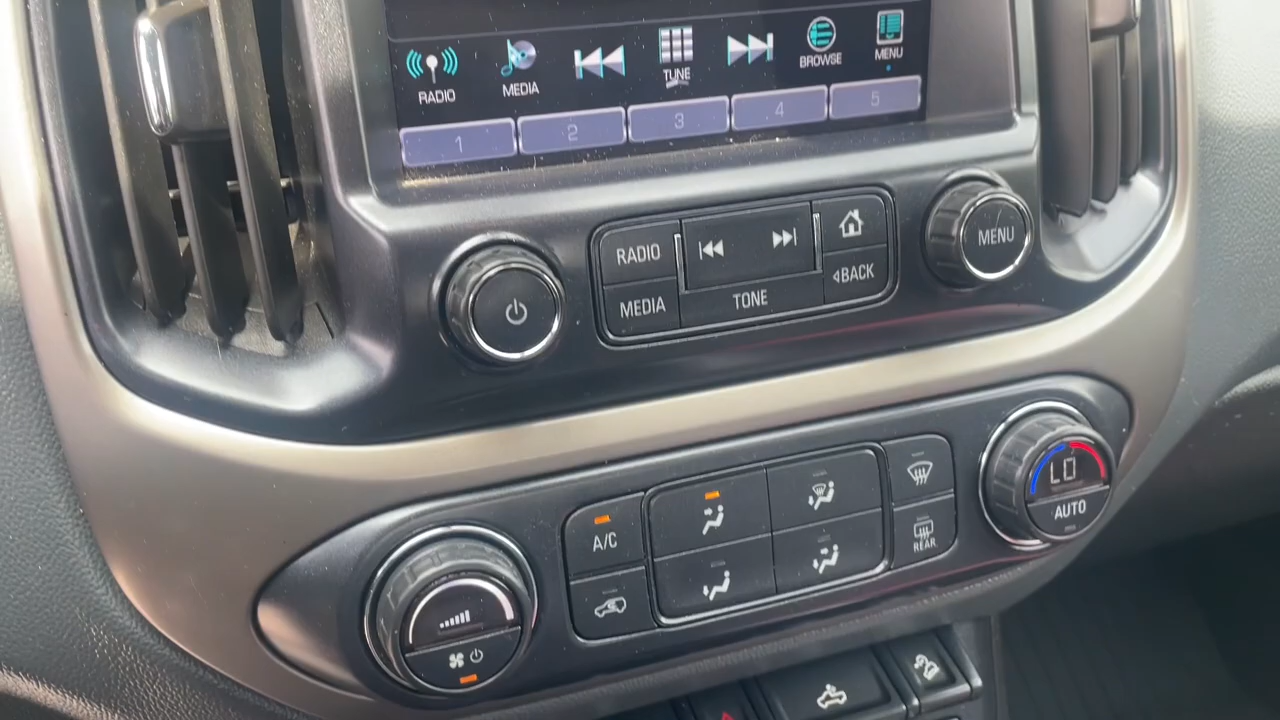 RADIO
MEDIA
TUNE
BROWSE
MENU
1
2
3
4
5
RADIO
MEDIA
TONE
BACK
MENU
A/C
REAR
LO
AUTO